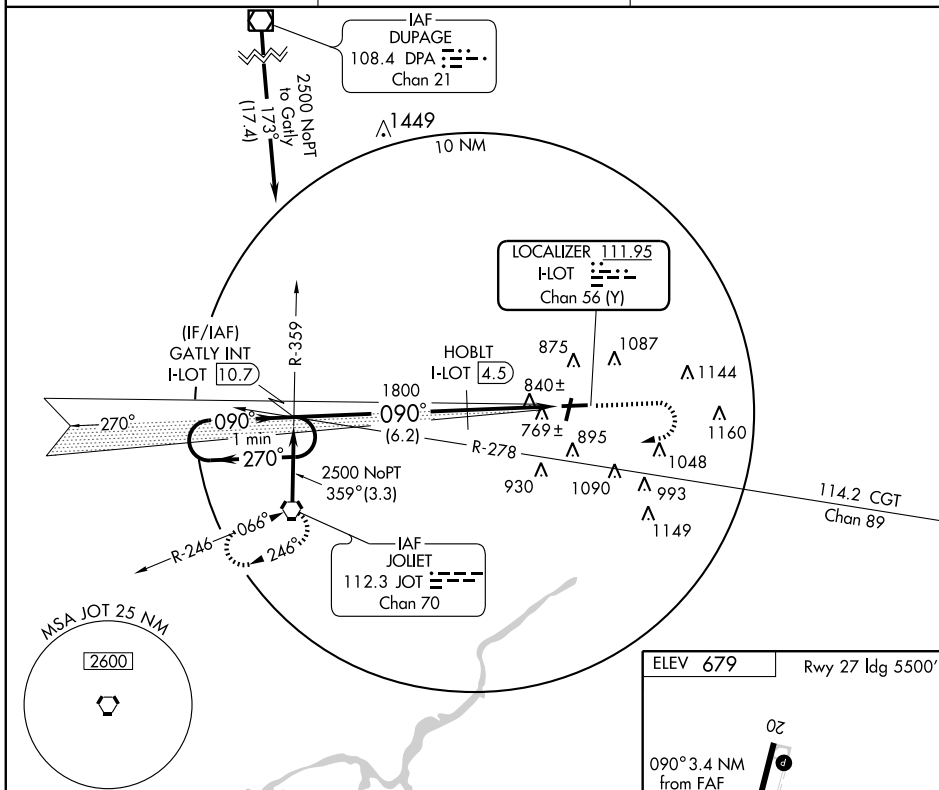 IAF
DUPAGE
108.4 DPA
Chan 21
2500 NoPT
to Gatly
173°
(17.4)
1449
10 NM
LOCALIZER 111.95
I-LOT
Chan 56 (Y)
R-359
(IF/IAF)
GATLY INT
I-LOT 10.7
HOBLT
I-LOT 4.5
875
1087
1144
840±
1800
090°
(6.2)
270°
090°
1 min
270°
769±
895
1160
R-278
1048
930
1090
993
1149
2500 NoPT
359° (3.3)
114.2 CGT
Chan 89
R-246
066°
246°
IAF
JOLIET
112.3 JOT
Chan 70
MSA JOT 25 NM
2600
ELEV 679
Rwy 27 ldg 5500'
20
090° 3.4 NM
from FAF
P